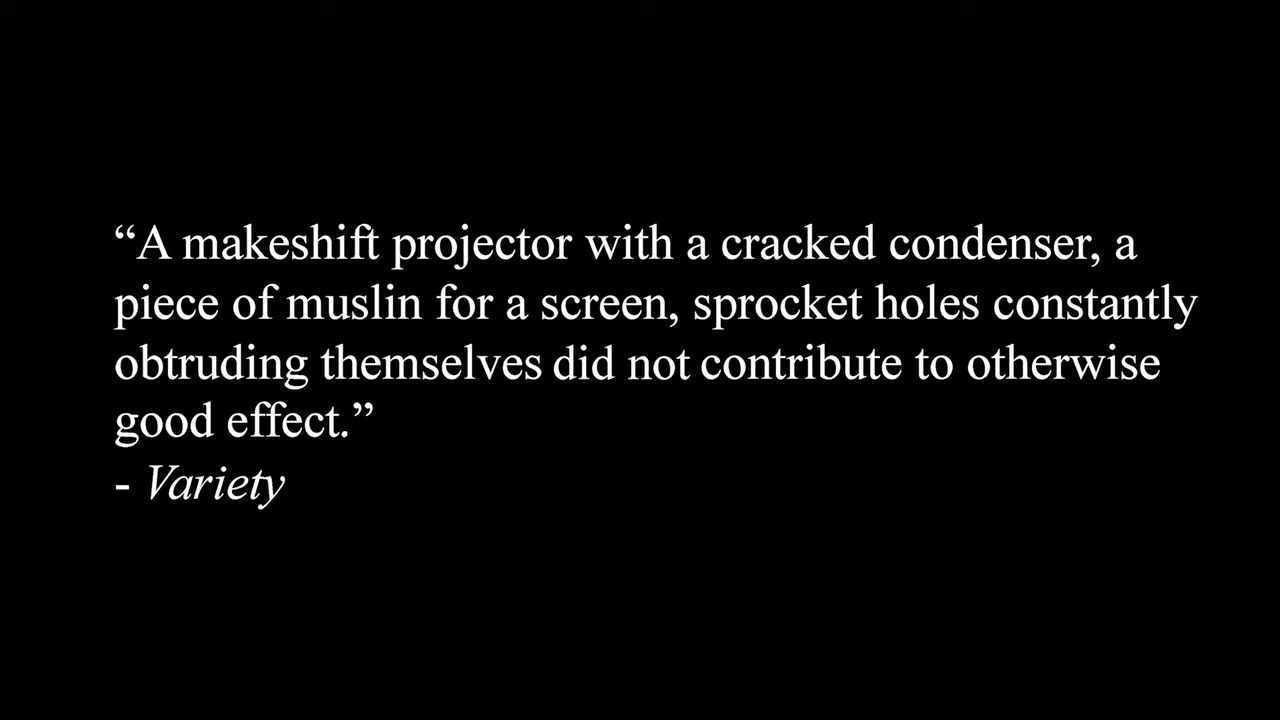 “A makeshift projector with a cracked condenser, a
piece of muslin for a screen, sprocket holes constantly
obtruding themselves did not contribute to otherwise
good effect.”
- Variety